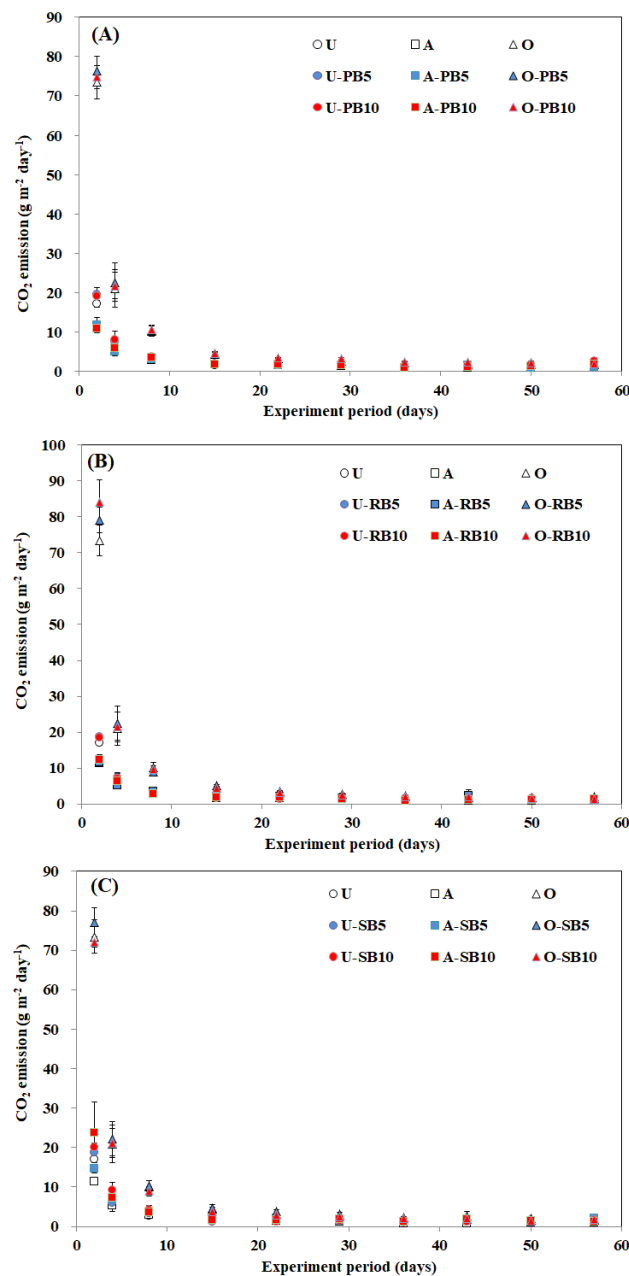 (A)
U A O
U-PB5 A-PB5 O-PB5
U-PB10 A-PB10 O-PB10
90
80
70
60
50
40
30
20
10
0
CO₂ emission (g m⁻² day⁻¹)
0 10 20 30 40 50 60
Experiment period (days)
(B)
U A O
U-RB5 A-RB5 O-RB5
U-RB10 A-RB10 O-RB10
100
90
80
70
60
50
40
30
20
10
0
CO₂ emission (g m⁻² day⁻¹)
0 10 20 30 40 50 60
Experiment period (days)
(C)
U A O
U-SB5 A-SB5 O-SB5
U-SB10 A-SB10 O-SB10
90
80
70
60
50
40
30
20
10
0
CO₂ emission (g m⁻² day⁻¹)
0 10 20 30 40 50 60
Experiment period (days)